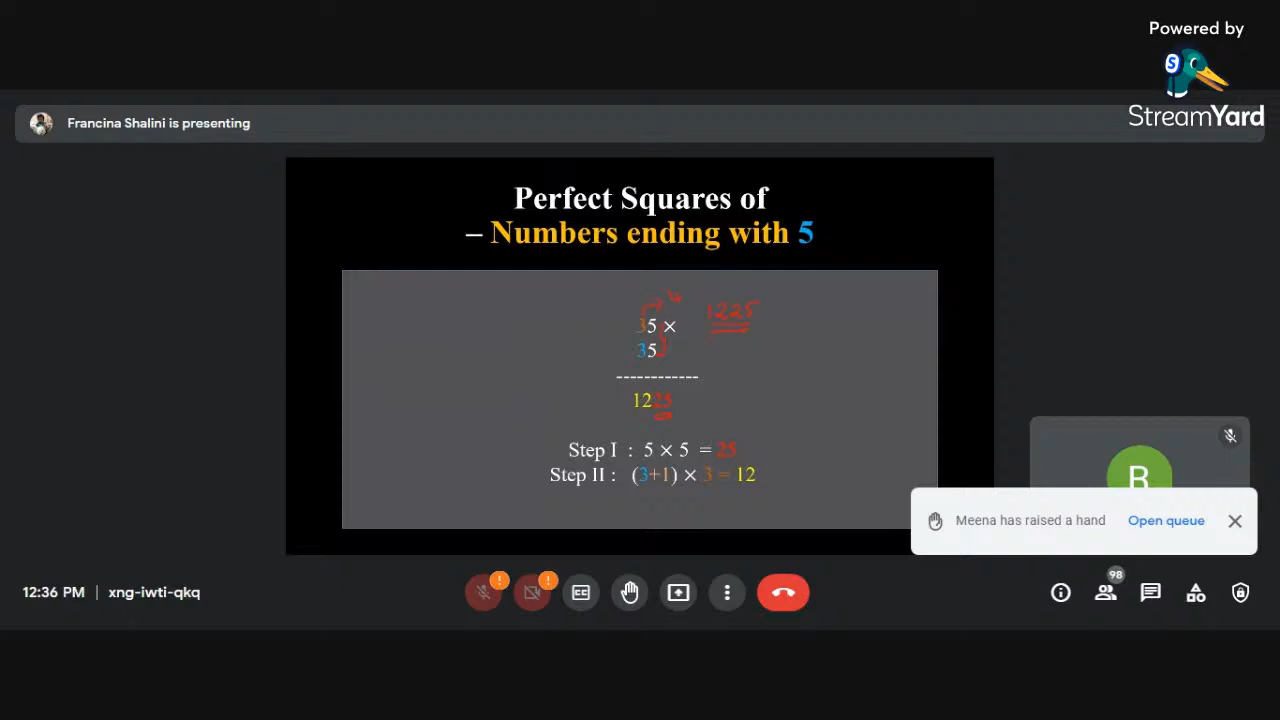 Powered by
StreamYard
Francina Shalini is presenting
Perfect Squares of
– Numbers ending with 5
4
35 ×
1225
35
------------
1225
Step I : 5 × 5 = 25
Step II : (3+1) × 3 = 12
R
Meena has raised a hand
Open queue
98
12:36 PM | xng-iwti-qkq